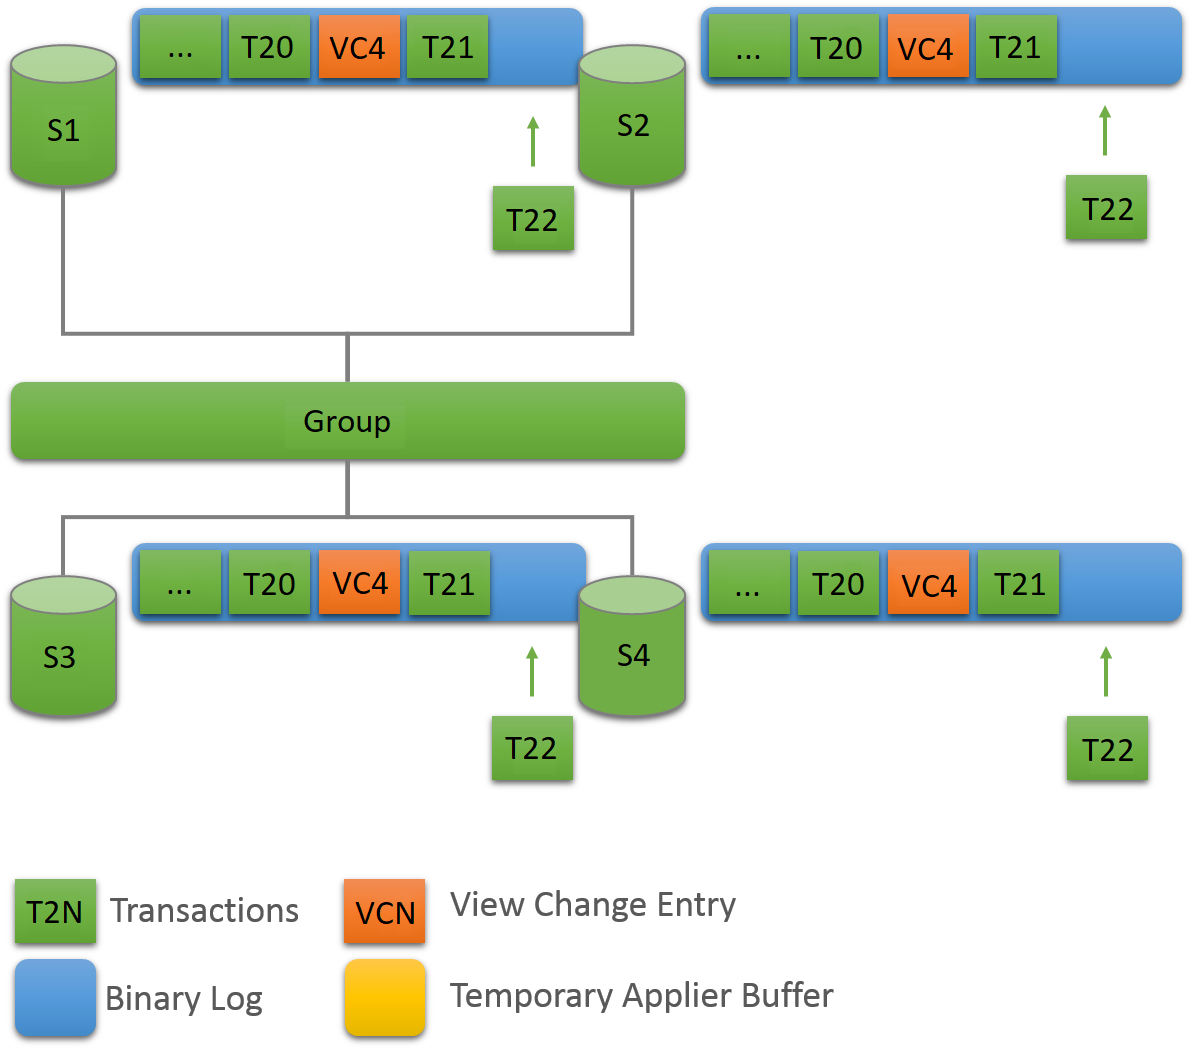 ... T20 VC4 T21
... T20 VC4 T21
S1
S2
T22
T22
Group
... T20 VC4 T21
... T20 VC4 T21
S3
S4
T22
T22
T2N Transactions
VCN View Change Entry
Binary Log
Temporary Applier Buffer